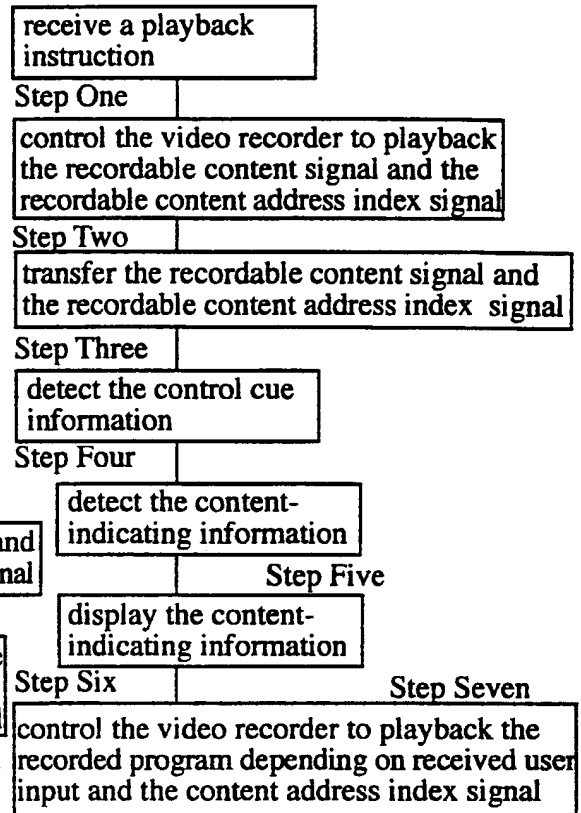 receive a playback
instruction
Step One
control the video recorder to playback
the recordable content signal and the
recordable content address index signal
Step Two
transfer the recordable content signal and
the recordable content address index signal
Step Three
detect the control cue
information
Step Four
detect the content-
indicating information
and
Step Five
display the content-
indicating information
Step Six
Step Seven
control the video recorder to playback the
recorded program depending on received user
input and the content address index signal